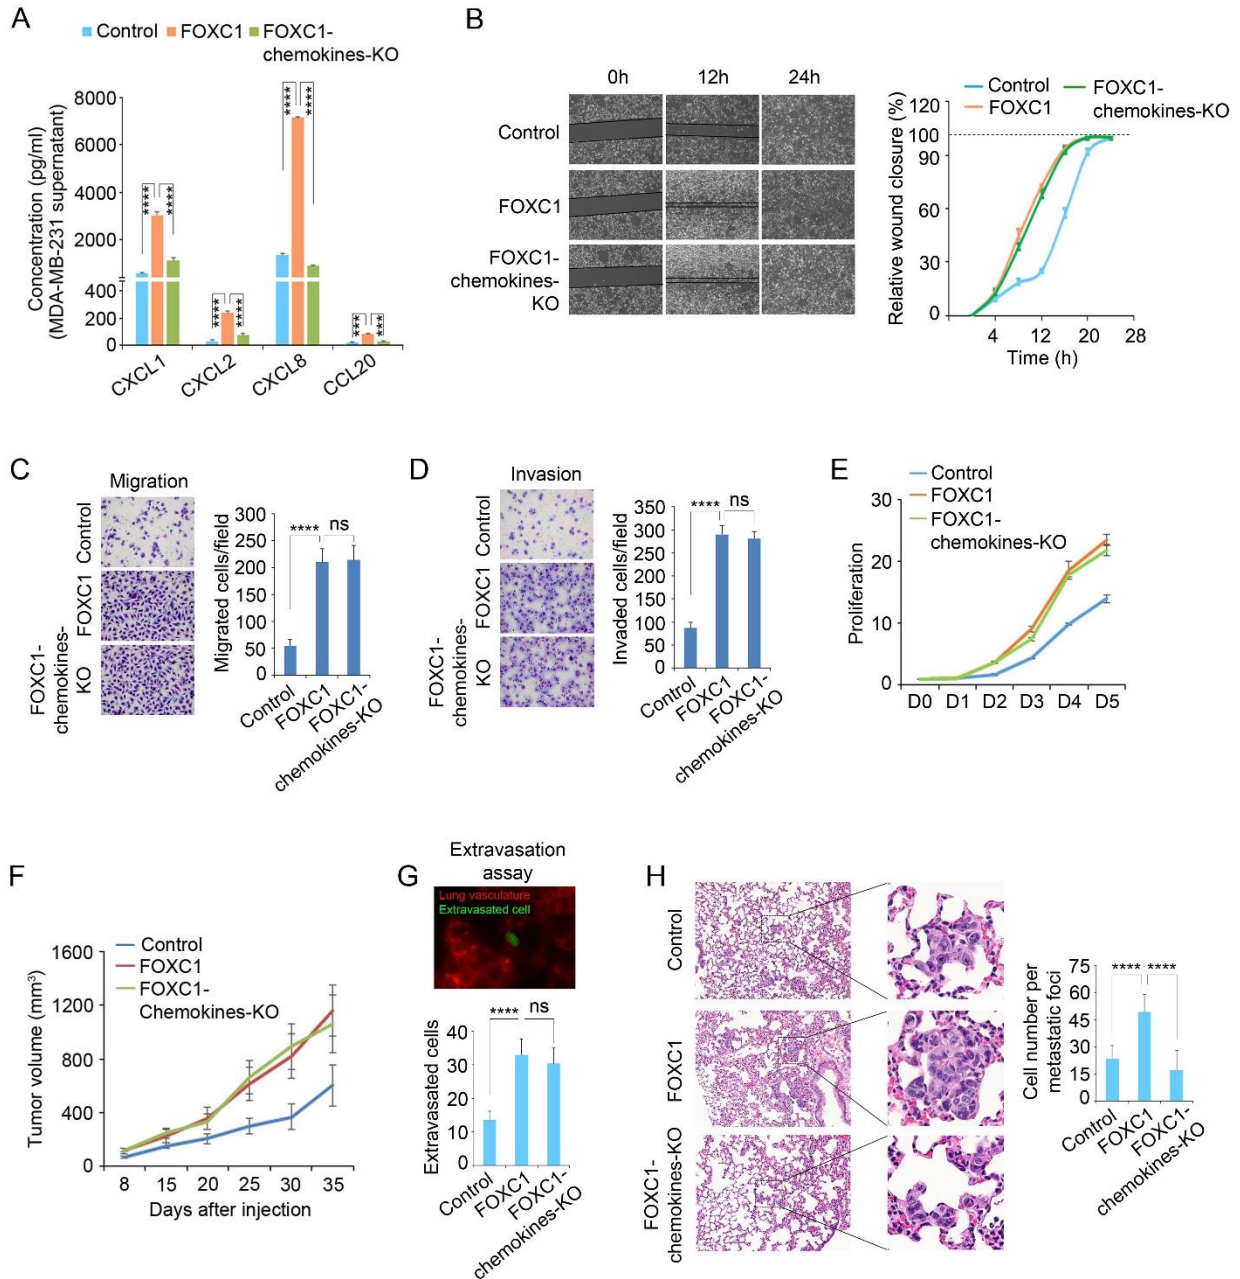 A
Control FOXC1 FOXC1-
chemokines-KO
Concentration (pg/ml)
(MDA-MB-231 supernatant)
8000
6000
4000
2000
400
200
0
**** ****
**** ****
**** ****
*** ***
CXCL1 CXCL2 CXCL8 CCL20
B
0h 12h 24h
Control
FOXC1
FOXC1-
chemokines-
KO
Control FOXC1-
FOXC1 chemokines-KO
Relative wound closure (%)
120
100
90
60
30
0
4 12 20 28
Time (h)
C
Migration
Control
FOXC1
FOXC1-
chemokines-
KO
Migrated cells/field
300
250
200
150
100
50
0
**** ns
Control
FOXC1
FOXC1-
chemokines-KO
D
Invasion
Control
FOXC1
FOXC1-
chemokines-
KO
Invaded cells/field
350
300
250
200
150
100
50
0
**** ns
Control
FOXC1
FOXC1-
chemokines-KO
E
Control
FOXC1
FOXC1-
chemokines-KO
Proliferation
30
20
10
0
D0 D1 D2 D3 D4 D5
F
Control
FOXC1
FOXC1-
Chemokines-KO
Tumor volume (mm³)
1600
1200
800
400
0
8 15 20 25 30 35
Days after injection
G
Extravasation
assay
Lung vasculature
Extravasated cell
Extravasated cells
40
30
20
10
0
**** ns
Control
FOXC1
FOXC1-
chemokines-KO
H
Control
FOXC1
FOXC1-
chemokines-KO
Cell number per
metastatic foci
75
60
45
30
15
0
**** ****
Control
FOXC1
FOXC1-
chemokines-KO